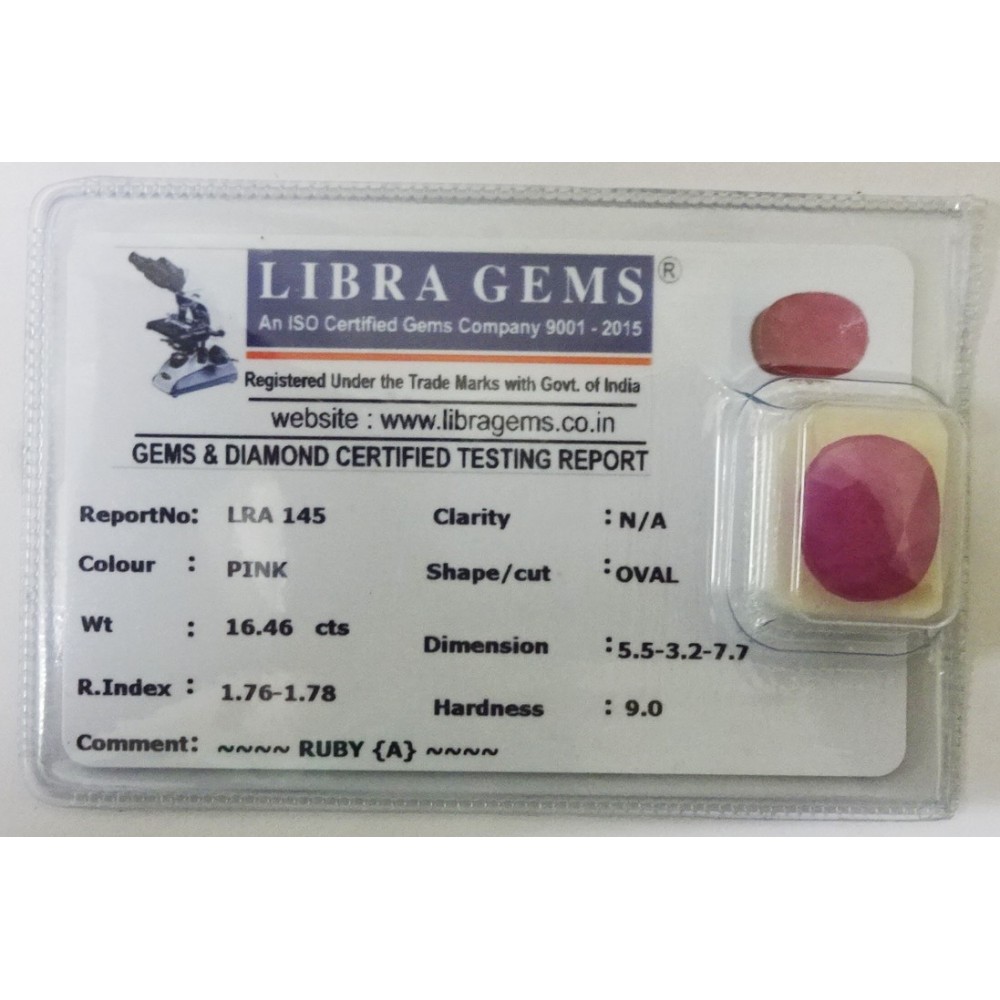 LIBRA GEMS ®
An ISO Certified Gems Company 9001 - 2015
Registered Under the Trade Marks with Govt. of India
website : www.libragems.co.in
GEMS & DIAMOND CERTIFIED TESTING REPORT
ReportNo: LRA 145 Clarity : N/A
Colour : PINK Shape/cut : OVAL
Wt : 16.46 cts Dimension : 5.5-3.2-7.7
R.Index : 1.76-1.78 Hardness : 9.0
Comment: ~~~~ RUBY {A} ~~~~